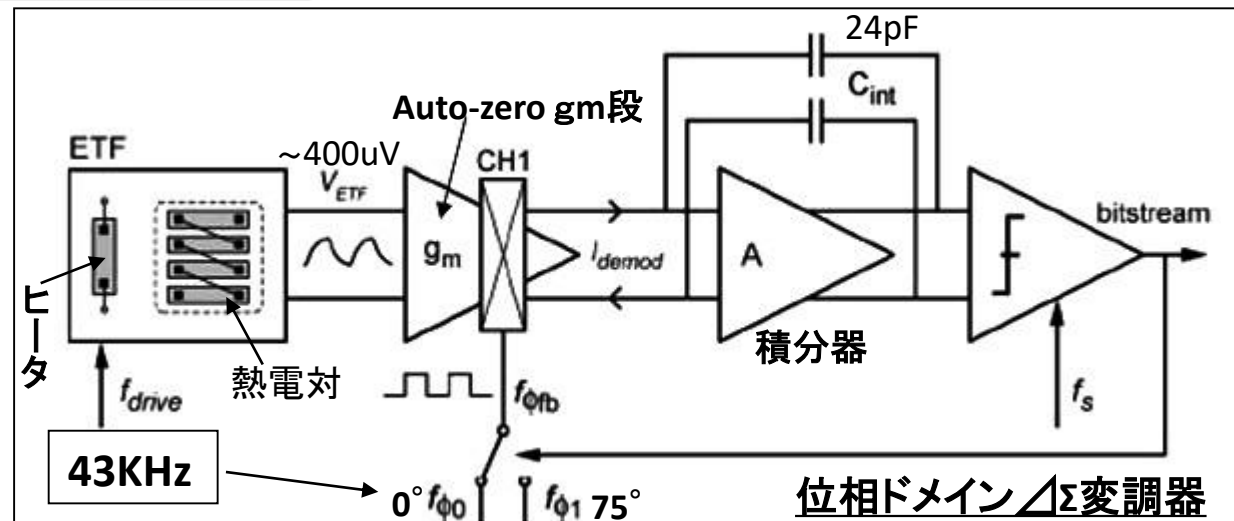 24pF
C_int
Auto-zero gm段
ETF
~400uV
V_ETF
CH1
g_m
i_demod
A
bitstream
ヒータ
積分器
熱電対
f_drive
f_φfb
f_s
43KHz
0° f_φ0
f_φ1 75°
位相ドメイン⊿Σ変調器